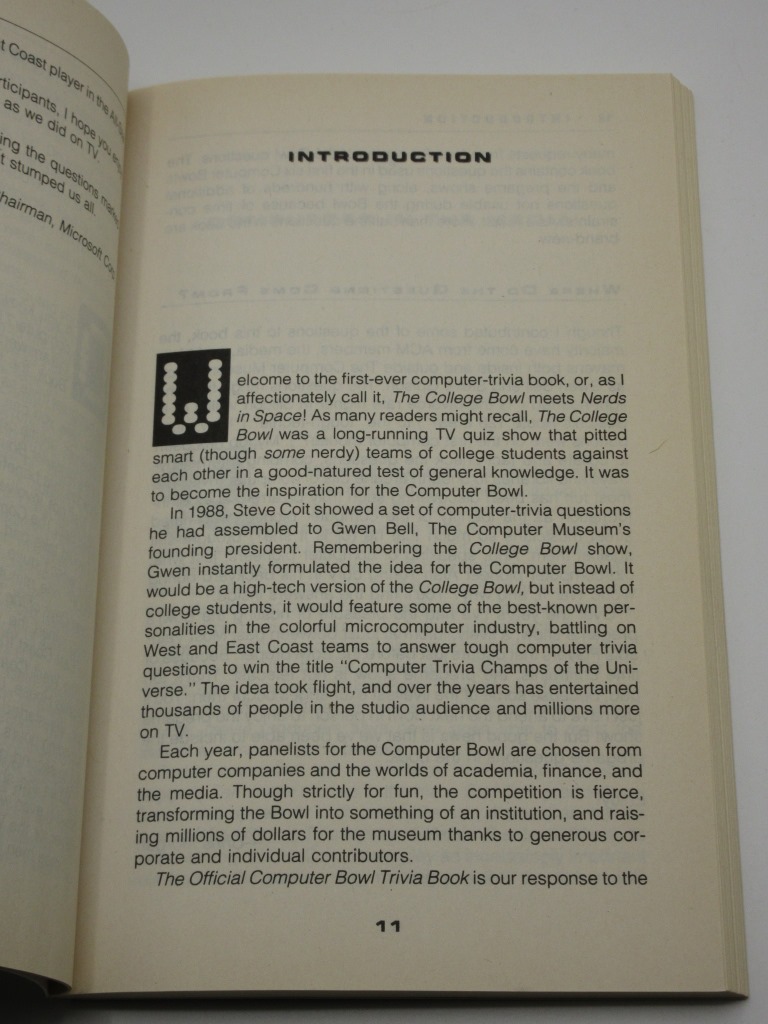 t Coast player in the All-
rticipants, I hope you
as we did on TV.
ing the questions marked
t stumped us all.
hairman, Microsoft Corp.
INTRODUCTION
Welcome to the first-ever computer-trivia book, or, as I
affectionately call it, The College Bowl meets Nerds
in Space! As many readers might recall, The College
Bowl was a long-running TV quiz show that pitted
smart (though some nerdy) teams of college students against
each other in a good-natured test of general knowledge. It was
to become the inspiration for the Computer Bowl.
In 1988, Steve Coit showed a set of computer-trivia questions
he had assembled to Gwen Bell, The Computer Museum's
founding president. Remembering the College Bowl show,
Gwen instantly formulated the idea for the Computer Bowl. It
would be a high-tech version of the College Bowl, but instead of
college students, it would feature some of the best-known per-
sonalities in the colorful microcomputer industry, battling on
West and East Coast teams to answer tough computer trivia
questions to win the title "Computer Trivia Champs of the Uni-
verse." The idea took flight, and over the years has entertained
thousands of people in the studio audience and millions more
on TV.
Each year, panelists for the Computer Bowl are chosen from
computer companies and the worlds of academia, finance, and
the media. Though strictly for fun, the competition is fierce,
transforming the Bowl into something of an institution, and rais-
ing millions of dollars for the museum thanks to generous cor-
porate and individual contributors.
The Official Computer Bowl Trivia Book is our response to the
11